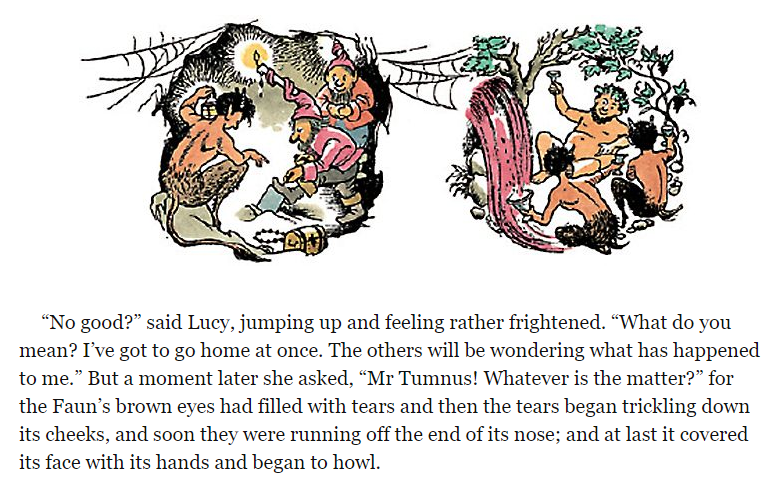 “No good?” said Lucy, jumping up and feeling rather frightened. “What do you
mean? I’ve got to go home at once. The others will be wondering what has happened
to me.” But a moment later she asked, “Mr Tumnus! Whatever is the matter?” for
the Faun’s brown eyes had filled with tears and then the tears began trickling down
its cheeks, and soon they were running off the end of its nose; and at last it covered
its face with its hands and began to howl.